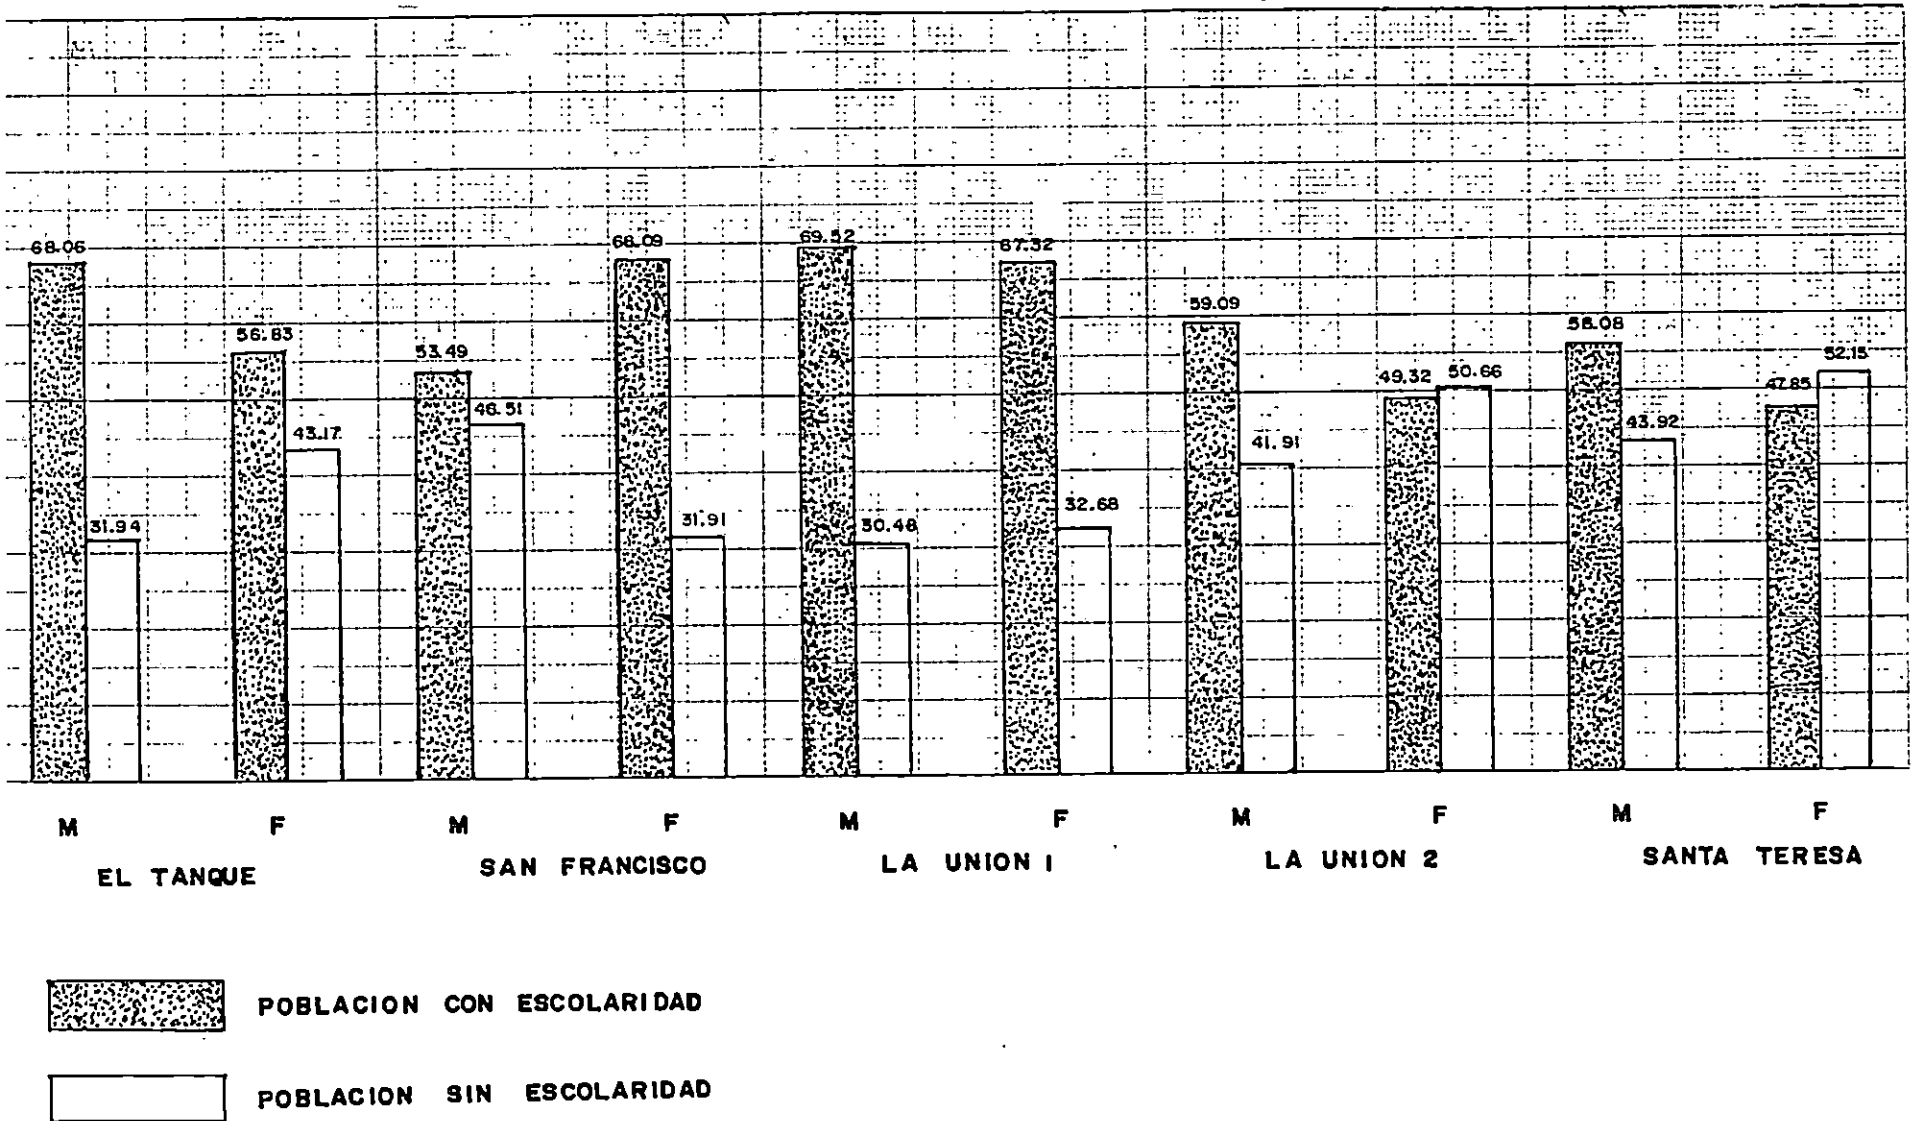 68.06 68.09 69.52 67.32
56.83 53.49 59.09 56.08
49.32 50.66 47.85 52.15
43.17 46.51 41.91 43.92
31.94 31.91 30.48 32.68
M F M F M F M F M F
EL TANQUE SAN FRANCISCO LA UNION 1 LA UNION 2 SANTA TERESA
POBLACION CON ESCOLARIDAD
POBLACION SIN ESCOLARIDAD